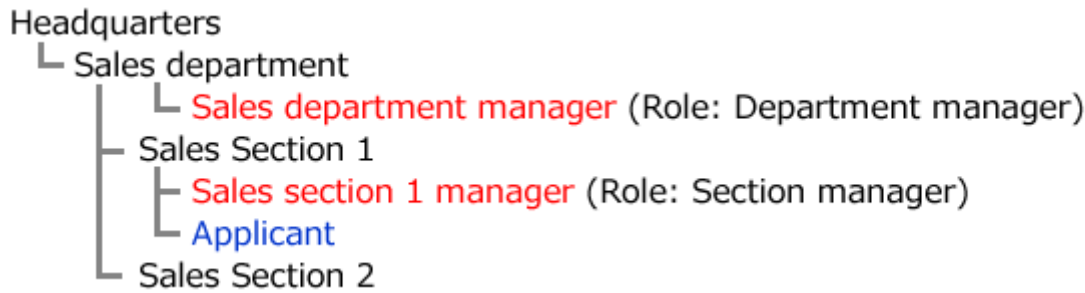 Headquarters
Sales department
Sales department manager (Role: Department manager)
Sales Section 1
Sales section 1 manager (Role: Section manager)
Applicant
Sales Section 2